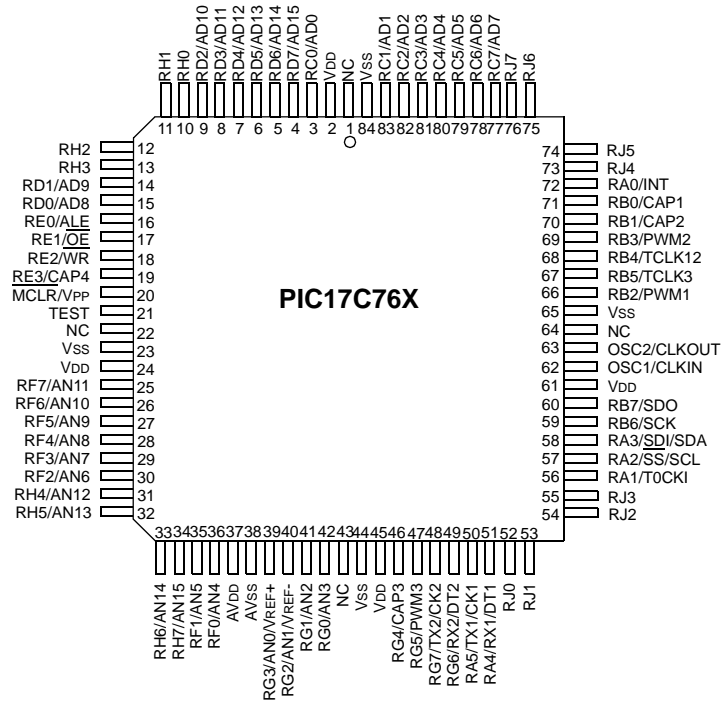 RH1
RH0
RD2/AD10
RD3/AD11
RD4/AD12
RD5/AD13
RD6/AD14
RD7/AD15
RC0/AD0
VDD
NC
VSS
RC1/AD1
RC2/AD2
RC3/AD3
RC4/AD4
RC5/AD5
RC6/AD6
RC7/AD7
RJ7
RJ6
11 10 9 8 7 6 5 4 3 2 1 84 83 82 81 80 79 78 77 76 75
RH2 12
RH3 13
RD1/AD9 14
RD0/AD8 15
RE0/ALE 16
RE1/OE 17
RE2/WR 18
RE3/CAP4 19
MCLR/VPP 20
TEST 21
NC 22
VSS 23
VDD 24
RF7/AN11 25
RF6/AN10 26
RF5/AN9 27
RF4/AN8 28
RF3/AN7 29
RF2/AN6 30
RH4/AN12 31
RH5/AN13 32
PIC17C76X
74 RJ5
73 RJ4
72 RA0/INT
71 RB0/CAP1
70 RB1/CAP2
69 RB3/PWM2
68 RB4/TCLK12
67 RB5/TCLK3
66 RB2/PWM1
65 VSS
64 NC
63 OSC2/CLKOUT
62 OSC1/CLKIN
61 VDD
60 RB7/SDO
59 RB6/SCK
58 RA3/SDI/SDA
57 RA2/SS/SCL
56 RA1/T0CKI
55 RJ3
54 RJ2
33 34 35 36 37 38 39 40 41 42 43 44 45 46 47 48 49 50 51 52 53
RH6/AN14
RH7/AN15
RF1/AN5
RF0/AN4
AVDD
AVSS
RG3/AN0/VREF+
RG2/AN1/VREF-
RG1/AN2
RG0/AN3
NC
VSS
VDD
RG4/CAP3
RG5/PWM3
RG7/TX2/CK2
RG6/RX2/DT2
RA5/TX1/CK1
RA4/RX1/DT1
RJ0
RJ1